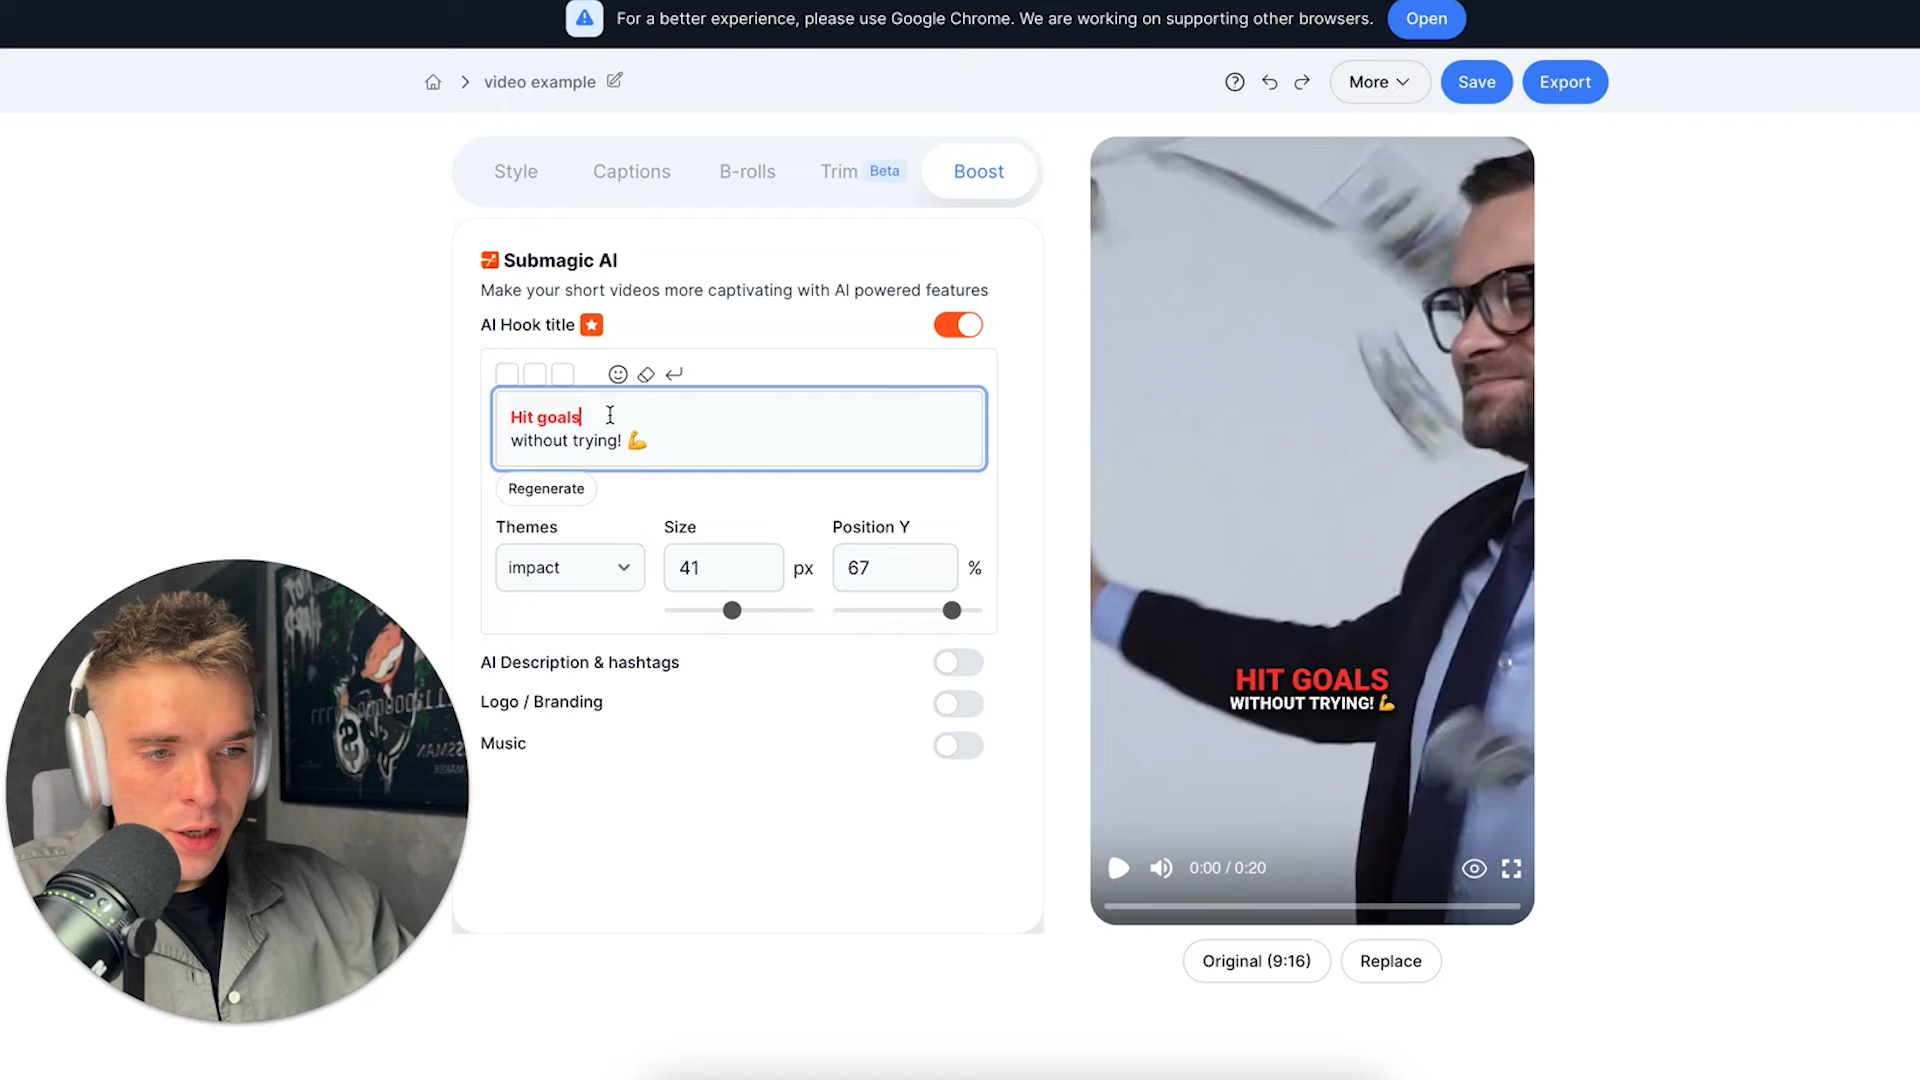 For a better experience, please use Google Chrome. We are working on supporting other browsers.
Open
video example
More
Save
Export
Style
Captions
B-rolls
Trim
Beta
Boost
Submagic AI
Make your short videos more captivating with AI powered features
AI Hook title
Hit goals
without trying! 💪
Regenerate
Themes
Size
Position Y
impact
41
px
67
%
AI Description & hashtags
Logo / Branding
Music
HIT GOALS
WITHOUT TRYING! 💪
0:00 / 0:20
Original (9:16)
Replace